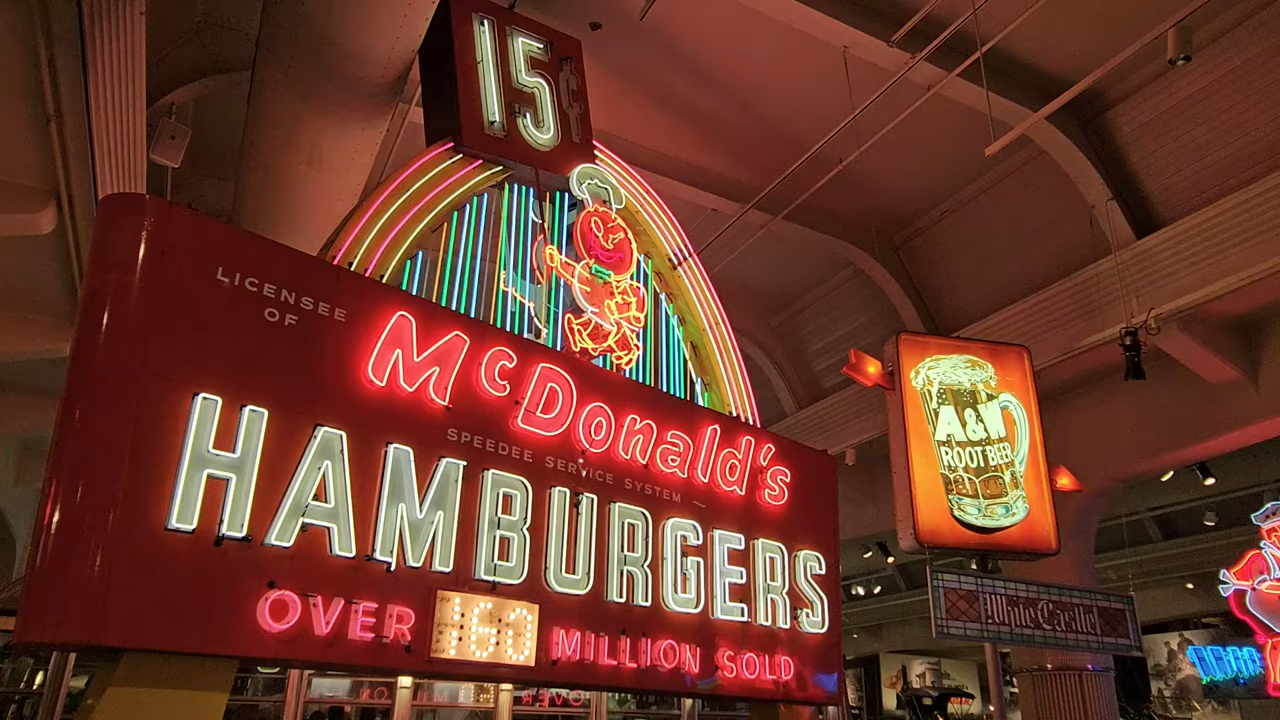 15¢
LICENSEE
OF
McDonald's
SPEEDEE SERVICE SYSTEM
HAMBURGERS
OVER 160 MILLION SOLD
A&W
ROOT BEER
White Castle